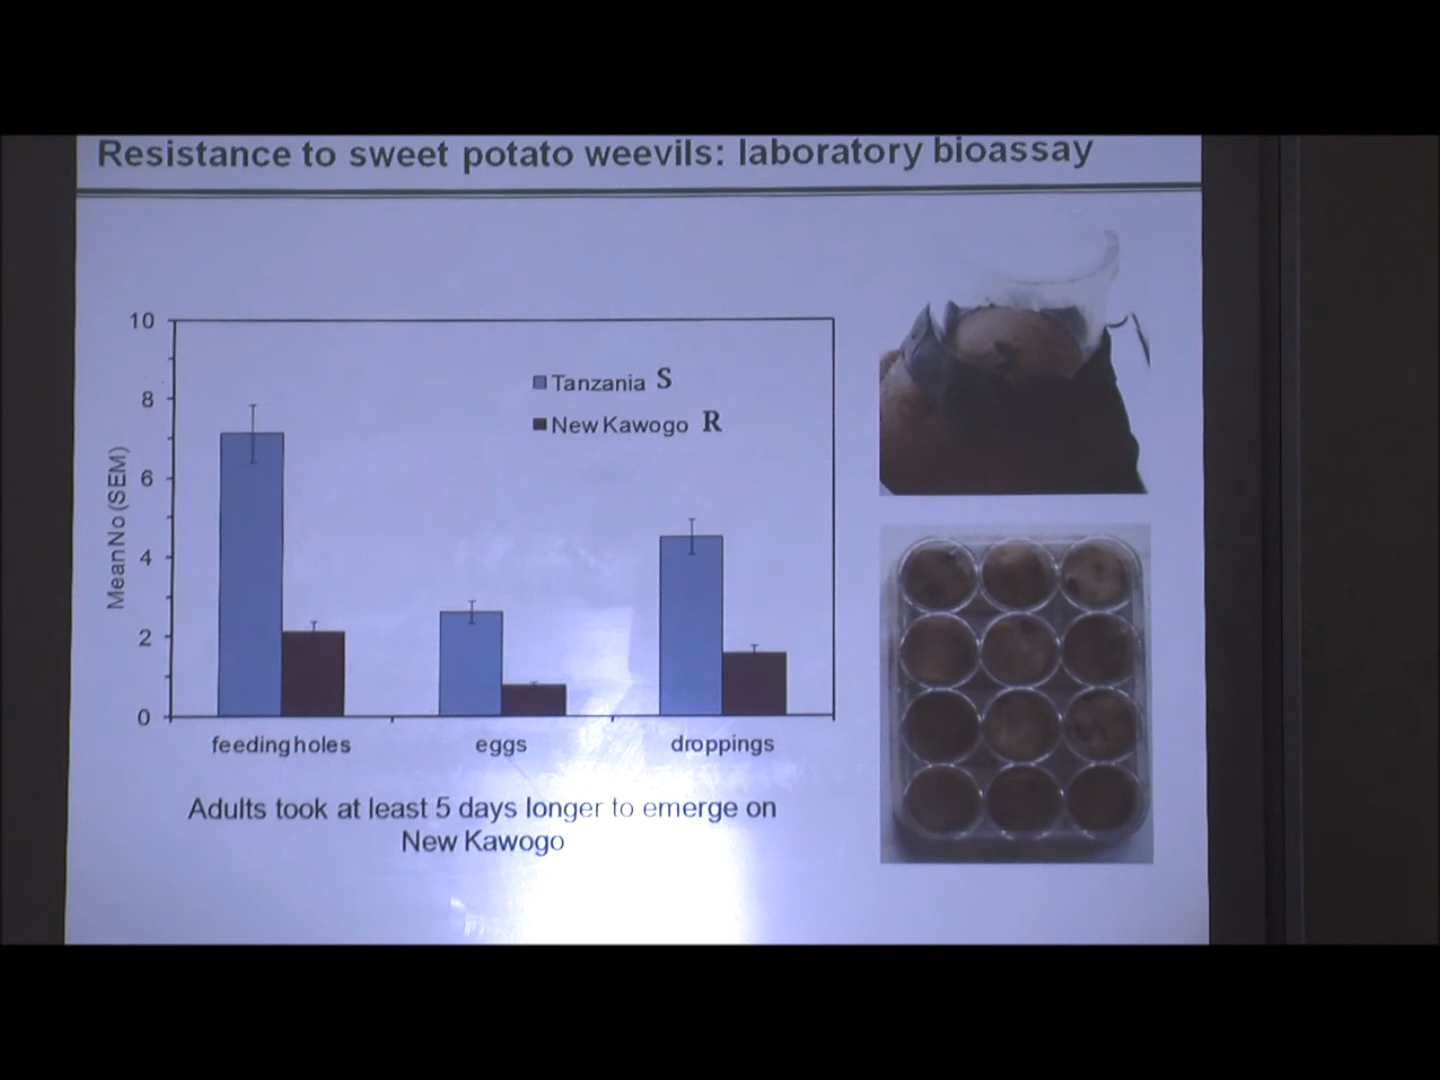 Resistance to sweet potato weevils: laboratory bioassay
10
8
6
4
2
0
Mean No (SEM)
Tanzania S
New Kawogo R
feeding holes
eggs
droppings
Adults took at least 5 days longer to emerge on
New Kawogo